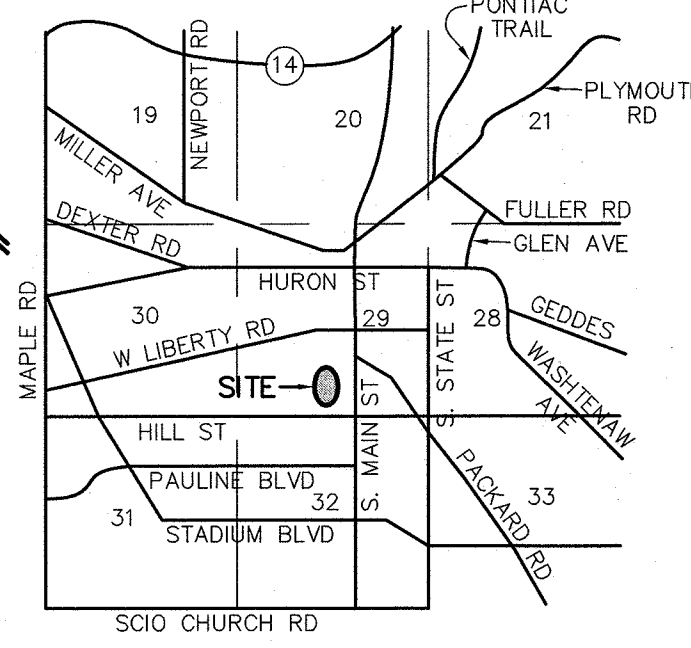 PONTIAC
TRAIL
NEWPORT RD
14
19
20
21
PLYMOUTH
RD
MILLER AVE
DEXTER RD
FULLER RD
GLEN AVE
HURON ST
MAPLE RD
30
29
28
S. STATE ST
GEDDES
W LIBERTY RD
WASHTENAW
AVE
SITE
S. MAIN ST
HILL ST
PACKARD RD
PAULINE BLVD
33
31
32
STADIUM BLVD
SCIO CHURCH RD